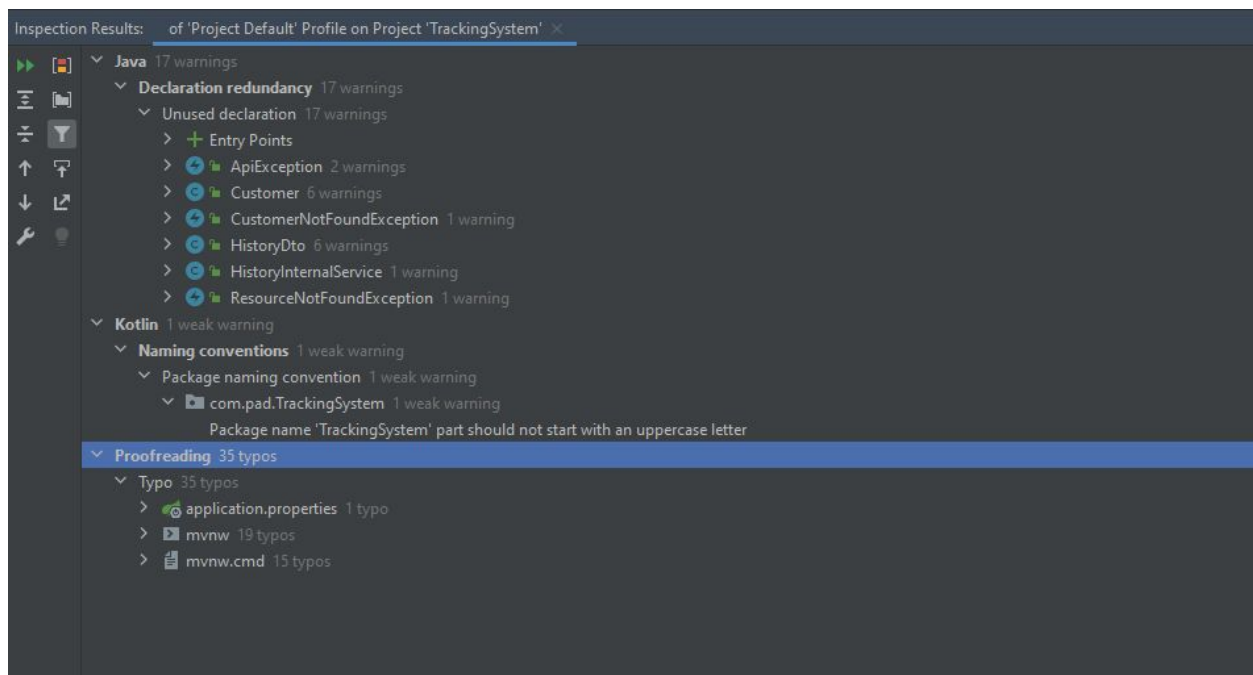 Inspection Results: of 'Project Default' Profile on Project 'TrackingSystem'
Java 17 warnings
Declaration redundancy 17 warnings
Unused declaration 17 warnings
Entry Points
ApiException 2 warnings
Customer 6 warnings
CustomerNotFoundException 1 warning
HistoryDto 6 warnings
HistoryInternalService 1 warning
ResourceNotFoundException 1 warning
Kotlin 1 weak warning
Naming conventions 1 weak warning
Package naming convention 1 weak warning
com.pad.TrackingSystem 1 weak warning
Package name 'TrackingSystem' part should not start with an uppercase letter
Proofreading 35 typos
Typo 35 typos
application.properties 1 typo
mvnw 19 typos
mvnw.cmd 15 typos